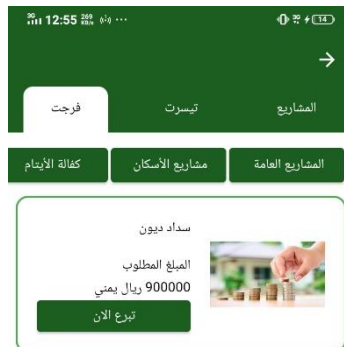 12:55
المشاريع تيسرت فرجت
المشاريع العامة مشاريع الأسكان كفالة الأيتام
سداد ديون
المبلغ المطلوب
900000 ريال يمني
تبرع الان